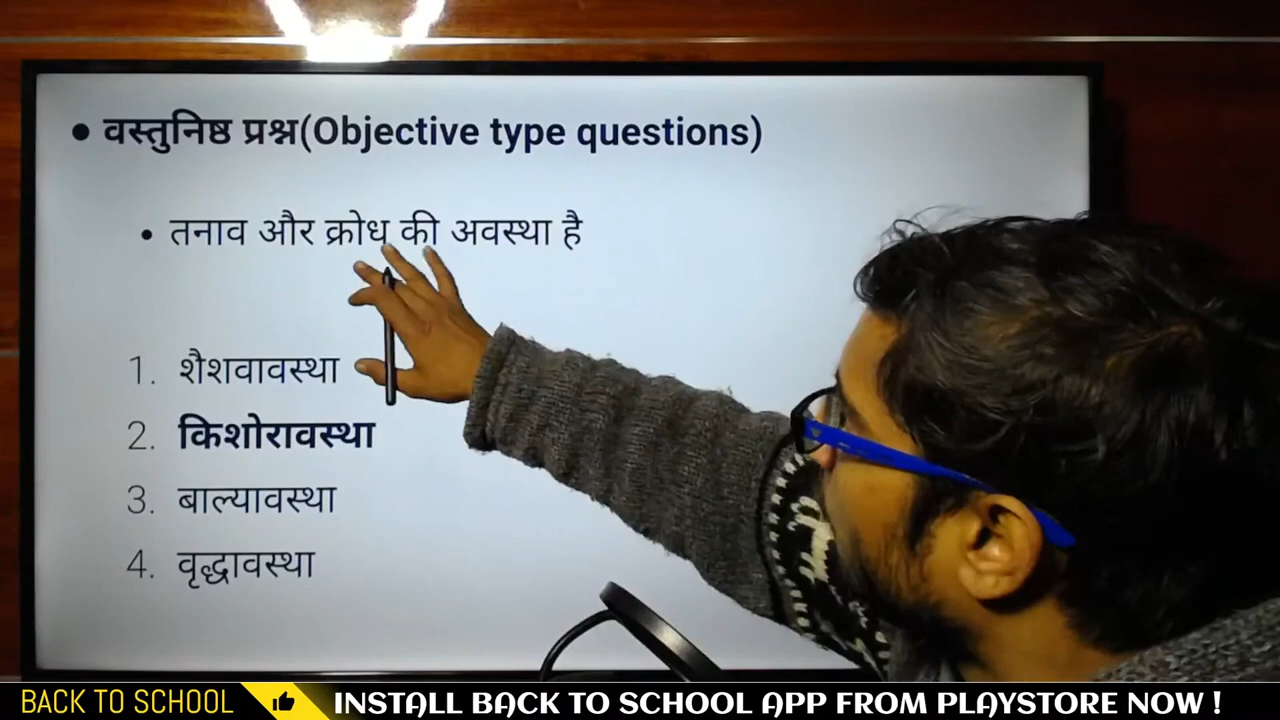 ● वस्तुनिष्ठ प्रश्न(Objective type questions)
• तनाव और क्रोध की अवस्था है
1. शैशवावस्था
2. किशोरावस्था
3. बाल्यावस्था
4. वृद्धावस्था
BACK TO SCHOOL INSTALL BACK TO SCHOOL APP FROM PLAYSTORE NOW !